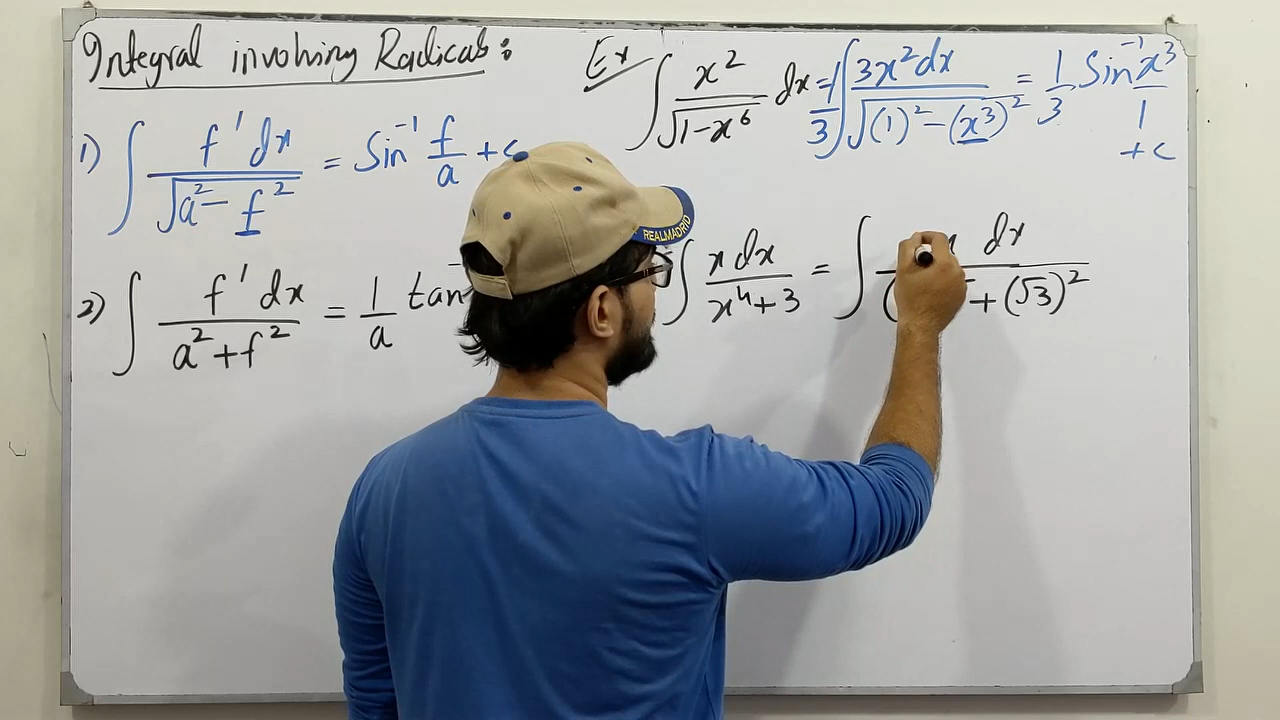 Integral involving Radicals:
1) ∫ f' dx / √(a² − f²) = Sin⁻¹ f/a + c
2) ∫ f' dx / (a² + f²) = 1/a tan
Ex ∫ x² / √(1−x⁶) dx = 1/3 ∫ 3x² dx / √((1)² − (x³)²) = 1/3 Sin⁻¹ x³/1 + c
∫ x dx / (x⁴+3) = ∫ x dx / ( + (√3)²
REALMADRID